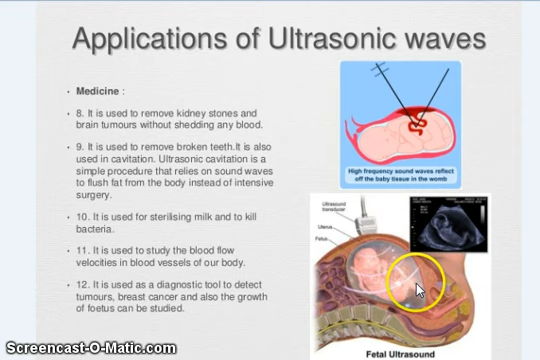 Applications of Ultrasonic waves
• Medicine :
• 8. It is used to remove kidney stones and
brain tumours without shedding any blood.
• 9. It is used to remove broken teeth.It is also
used in cavitation. Ultrasonic cavitation is a
simple procedure that relies on sound waves
to flush fat from the body instead of intensive
surgery.
• 10. It is used for sterilising milk and to kill
bacteria.
• 11. It is used to study the blood flow
velocities in blood vessels of our body.
• 12. It is used as a diagnostic tool to detect
tumours, breast cancer and also the growth
of foetus can be studied.
High frequency sound waves reflect
off the baby tissue in the womb
Ultrasound
transducer
Uterus
Fetus
Fetal Ultrasound
Screencast-O-Matic.com